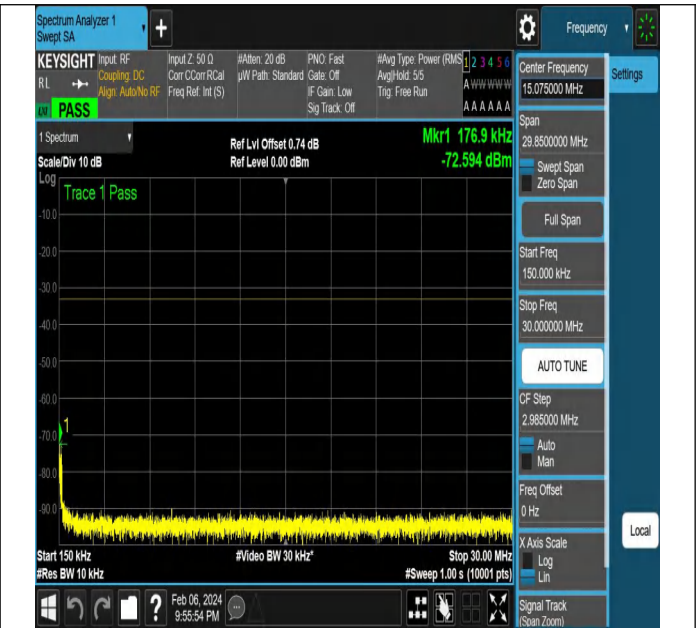 Spectrum Analyzer 1
Swept SA
+
Frequency
KEYSIGHT
RL
PASS
Input: RF
Coupling: DC
Align: Auto/No RF
Input Z: 50 Ω
Corr CCorr RCal
Freq Ref: Int (S)
#Atten: 20 dB
µW Path: Standard
PNO: Fast
Gate: Off
IF Gain: Low
Sig Track: Off
#Avg Type: Power (RMS
Avg|Hold: 5/5
Trig: Free Run
1 2 3 4 5 6
A W W W W W
A A A A A A
1 Spectrum
Scale/Div 10 dB
Ref Lvl Offset 0.74 dB
Ref Level 0.00 dBm
Mkr1 176.9 kHz
-72.594 dBm
Log
Trace 1 Pass
-10.0
-20.0
-30.0
-40.0
-50.0
-60.0
-70.0
-80.0
-90.0
1
Start 150 kHz
#Res BW 10 kHz
#Video BW 30 kHz*
Stop 30.00 MHz
#Sweep 1.00 s (10001 pts)
?
Feb 06, 2024
9:55:54 PM
Center Frequency
15.075000 MHz
Settings
Span
29.8500000 MHz
Swept Span
Zero Span
Full Span
Start Freq
150.000 kHz
Stop Freq
30.000000 MHz
AUTO TUNE
CF Step
2.985000 MHz
Auto
Man
Freq Offset
0 Hz
X Axis Scale
Log
Lin
Local
Signal Track
(Span Zoom)